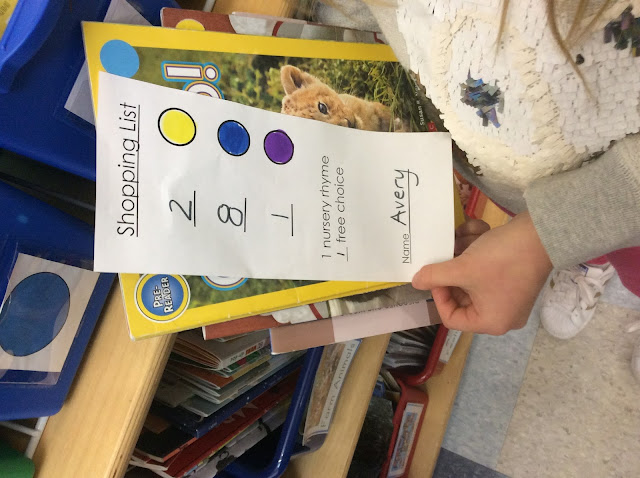 Shopping List
2
8
1
1 nursery rhyme
1 free choice
Name Avery
PRE-
READER